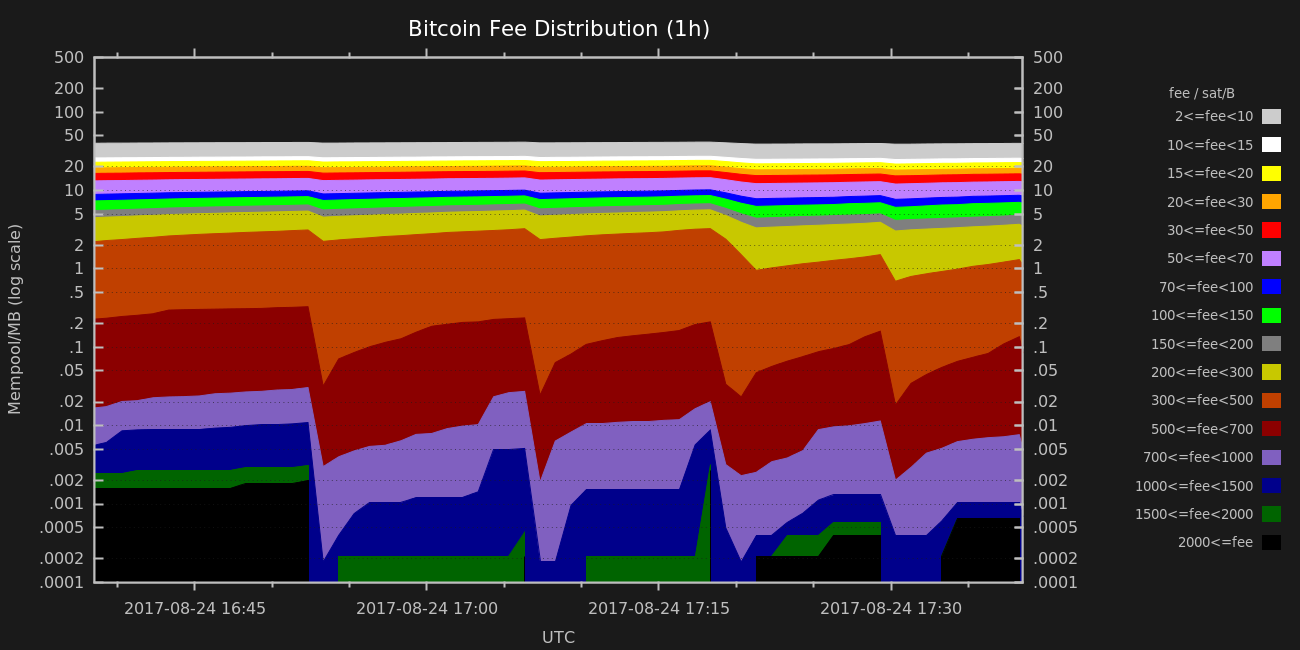 Bitcoin Fee Distribution (1h)
500
200
100
50
20
10
5
2
1
.5
.2
.1
.05
.02
.01
.005
.002
.001
.0005
.0002
.0001
Mempool/MB (log scale)
500
200
100
50
20
10
5
2
1
.5
.2
.1
.05
.02
.01
.005
.002
.001
.0005
.0002
.0001
2017-08-24 16:45
2017-08-24 17:00
2017-08-24 17:15
2017-08-24 17:30
UTC
fee / sat/B
2<=fee<10
10<=fee<15
15<=fee<20
20<=fee<30
30<=fee<50
50<=fee<70
70<=fee<100
100<=fee<150
150<=fee<200
200<=fee<300
300<=fee<500
500<=fee<700
700<=fee<1000
1000<=fee<1500
1500<=fee<2000
2000<=fee